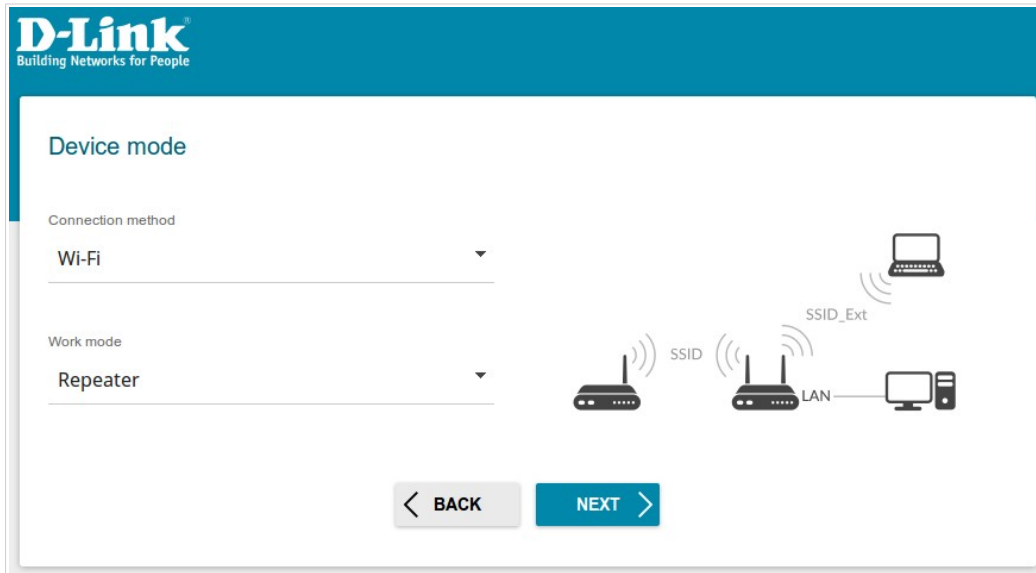 D-Link®
Building Networks for People
Device mode
Connection method
Wi-Fi
Work mode
Repeater
SSID
SSID_Ext
LAN
BACK
NEXT